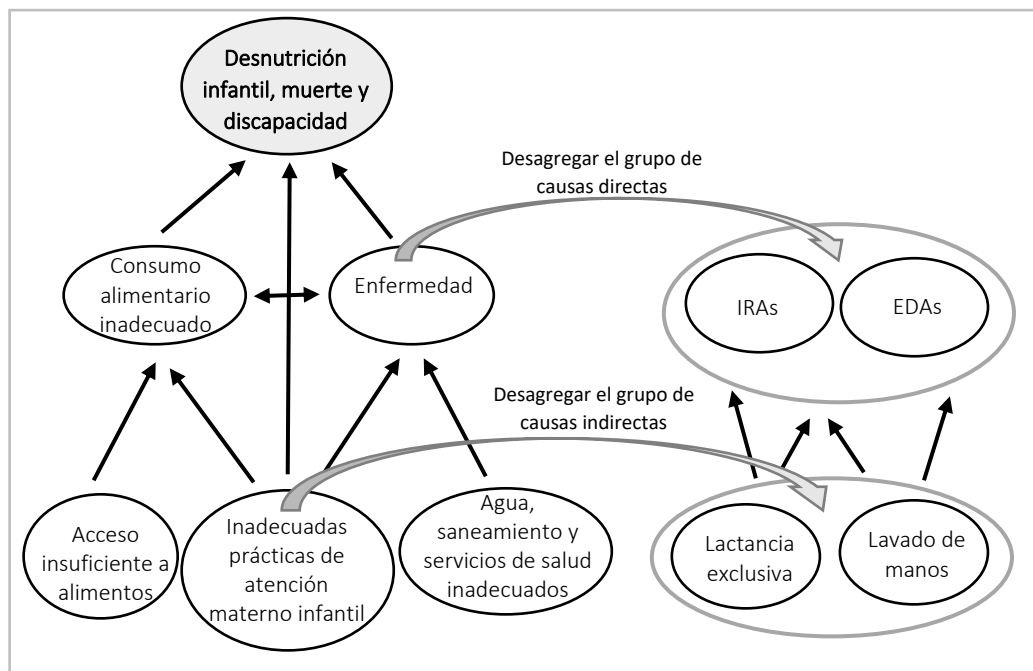 Desnutrición
infantil, muerte y
discapacidad
Desagregar el grupo de
causas directas
Consumo
alimentario
inadecuado
Enfermedad
IRAs
EDAs
Desagregar el grupo de
causas indirectas
Acceso
insuficiente a
alimentos
Inadecuadas
prácticas de
atención
materno infantil
Agua,
saneamiento y
servicios de salud
inadecuados
Lactancia
exclusiva
Lavado de
manos